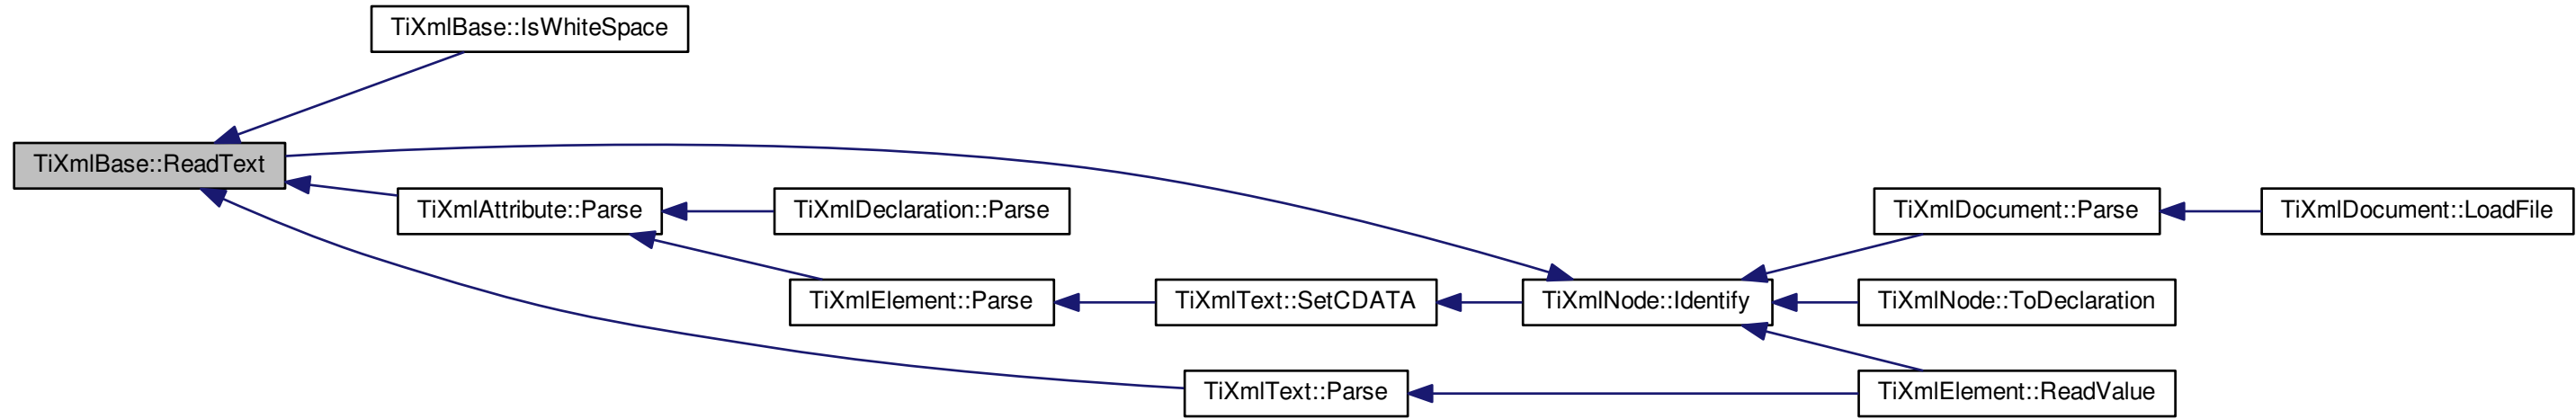 TiXmlBase::IsWhiteSpace
TiXmlBase::ReadText
TiXmlAttribute::Parse
TiXmlDeclaration::Parse
TiXmlDocument::Parse
TiXmlDocument::LoadFile
TiXmlElement::Parse
TiXmlText::SetCDATA
TiXmlNode::Identify
TiXmlNode::ToDeclaration
TiXmlText::Parse
TiXmlElement::ReadValue